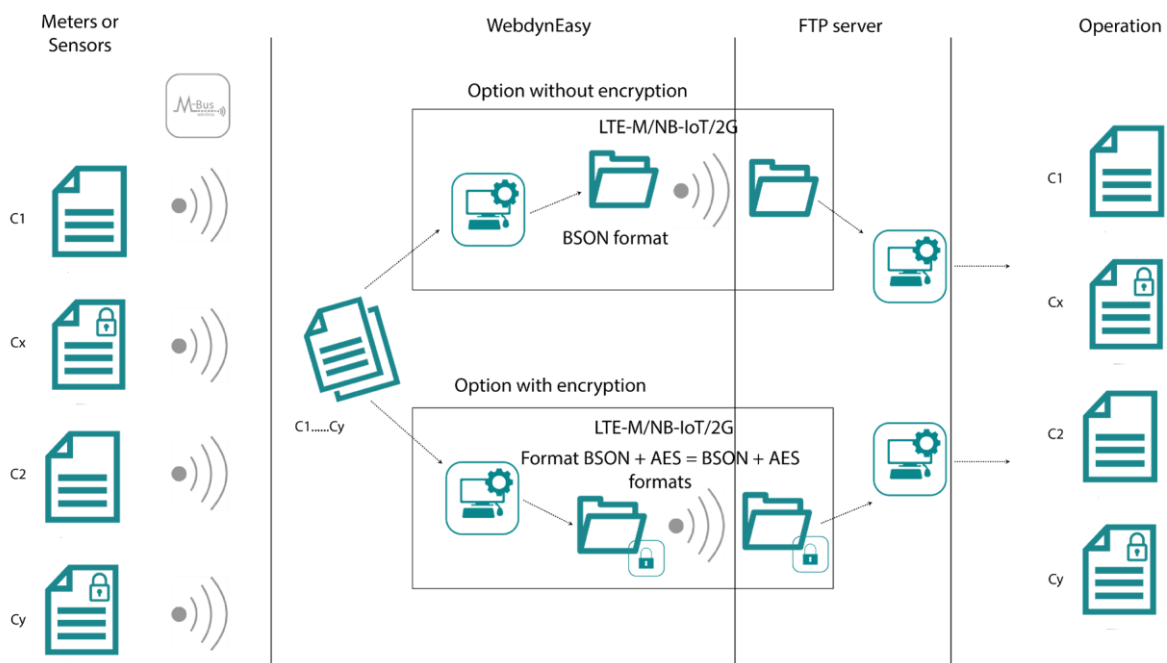 Meters or
Sensors
WebdynEasy
FTP server
Operation
M-Bus
Option without encryption
LTE-M/NB-IoT/2G
BSON format
C1
C1
Cx
Cx
Option with encryption
C1......Cy
LTE-M/NB-IoT/2G
Format BSON + AES = BSON + AES
formats
C2
C2
Cy
Cy